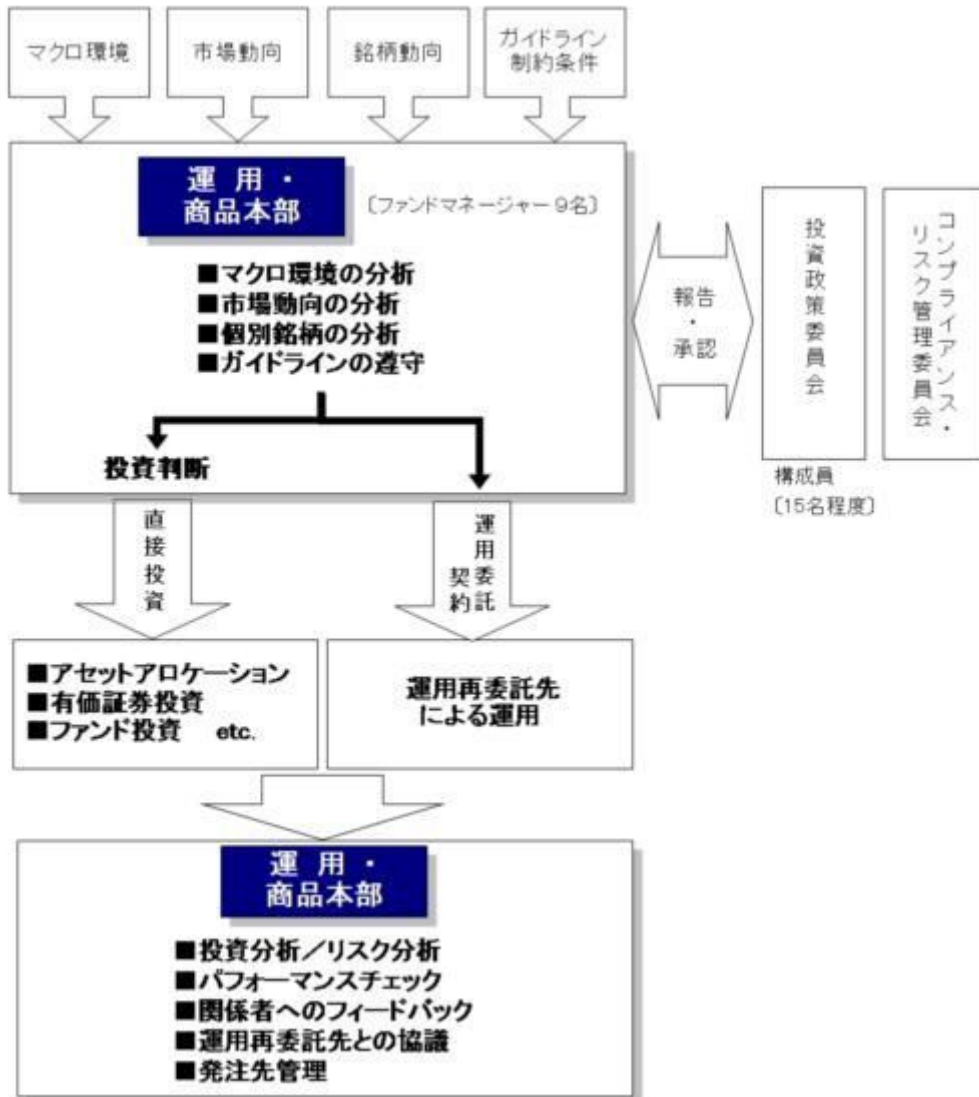 マクロ環境
市場動向
銘柄動向
ガイドライン
制約条件
運 用 ・
商品本部
〔ファンドマネージャー 9名〕
■マクロ環境の分析
■市場動向の分析
■個別銘柄の分析
■ガイドラインの遵守
投資判断
報告
・
承認
投資政策委員会
コンプライアンス・
リスク管理委員会
構成員
〔15名程度〕
直接投資
運用委託
契約
■アセットアロケーション
■有価証券投資
■ファンド投資 etc.
運用再委託先
による運用
運 用 ・
商品本部
■投資分析／リスク分析
■パフォーマンスチェック
■関係者へのフィードバック
■運用再委託先との協議
■発注先管理